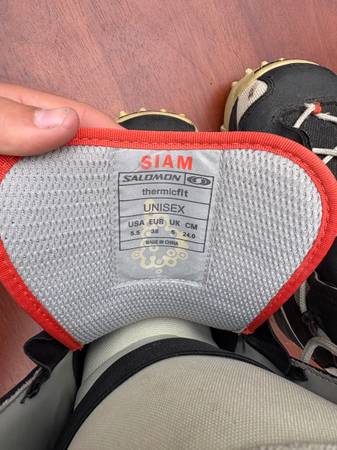 SIAM
SALOMON
thermicfit
UNISEX
USA EUR UK CM
5.5 38 5 24.0
MADE IN CHINA